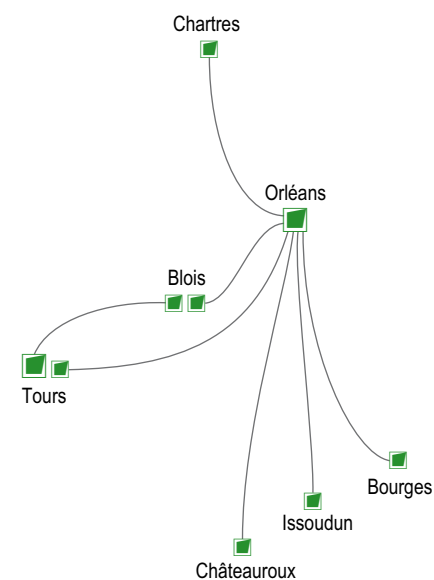 Chartres
Orléans
Blois
Tours
Bourges
Issoudun
Châteauroux